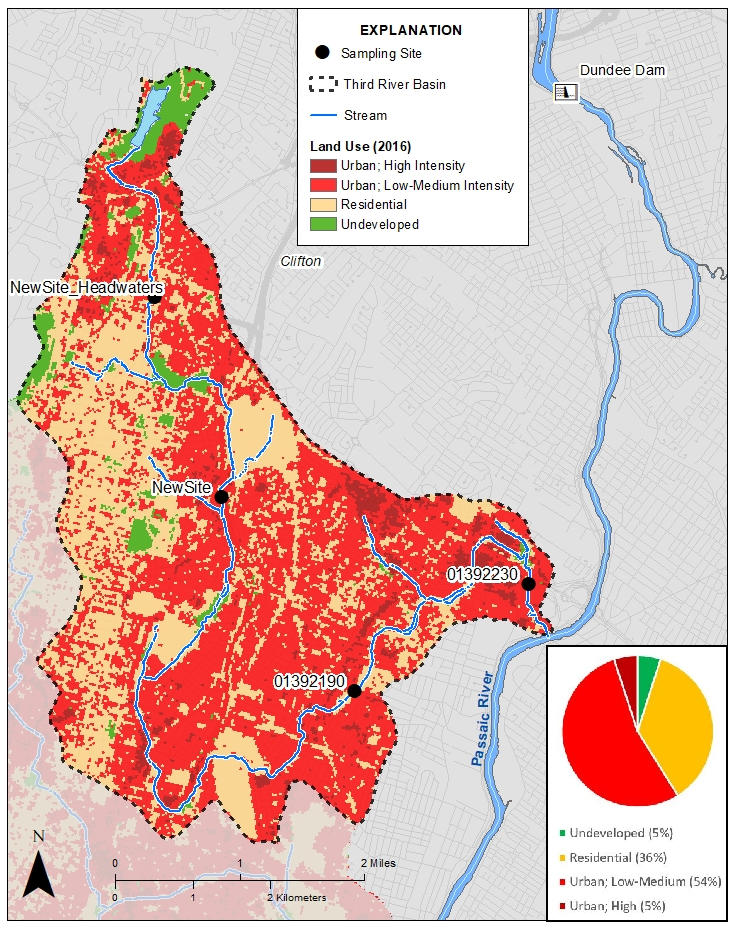 EXPLANATION
Sampling Site
Third River Basin
Stream
Land Use (2016)
Urban; High Intensity
Urban; Low-Medium Intensity
Residential
Undeveloped
Dundee Dam
Clifton
NewSite_Headwaters
NewSite
01392230
01392190
Passaic River
N
0 1 2 Miles
0 1 2 Kilometers
Undeveloped (5%)
Residential (36%)
Urban; Low-Medium (54%)
Urban; High (5%)